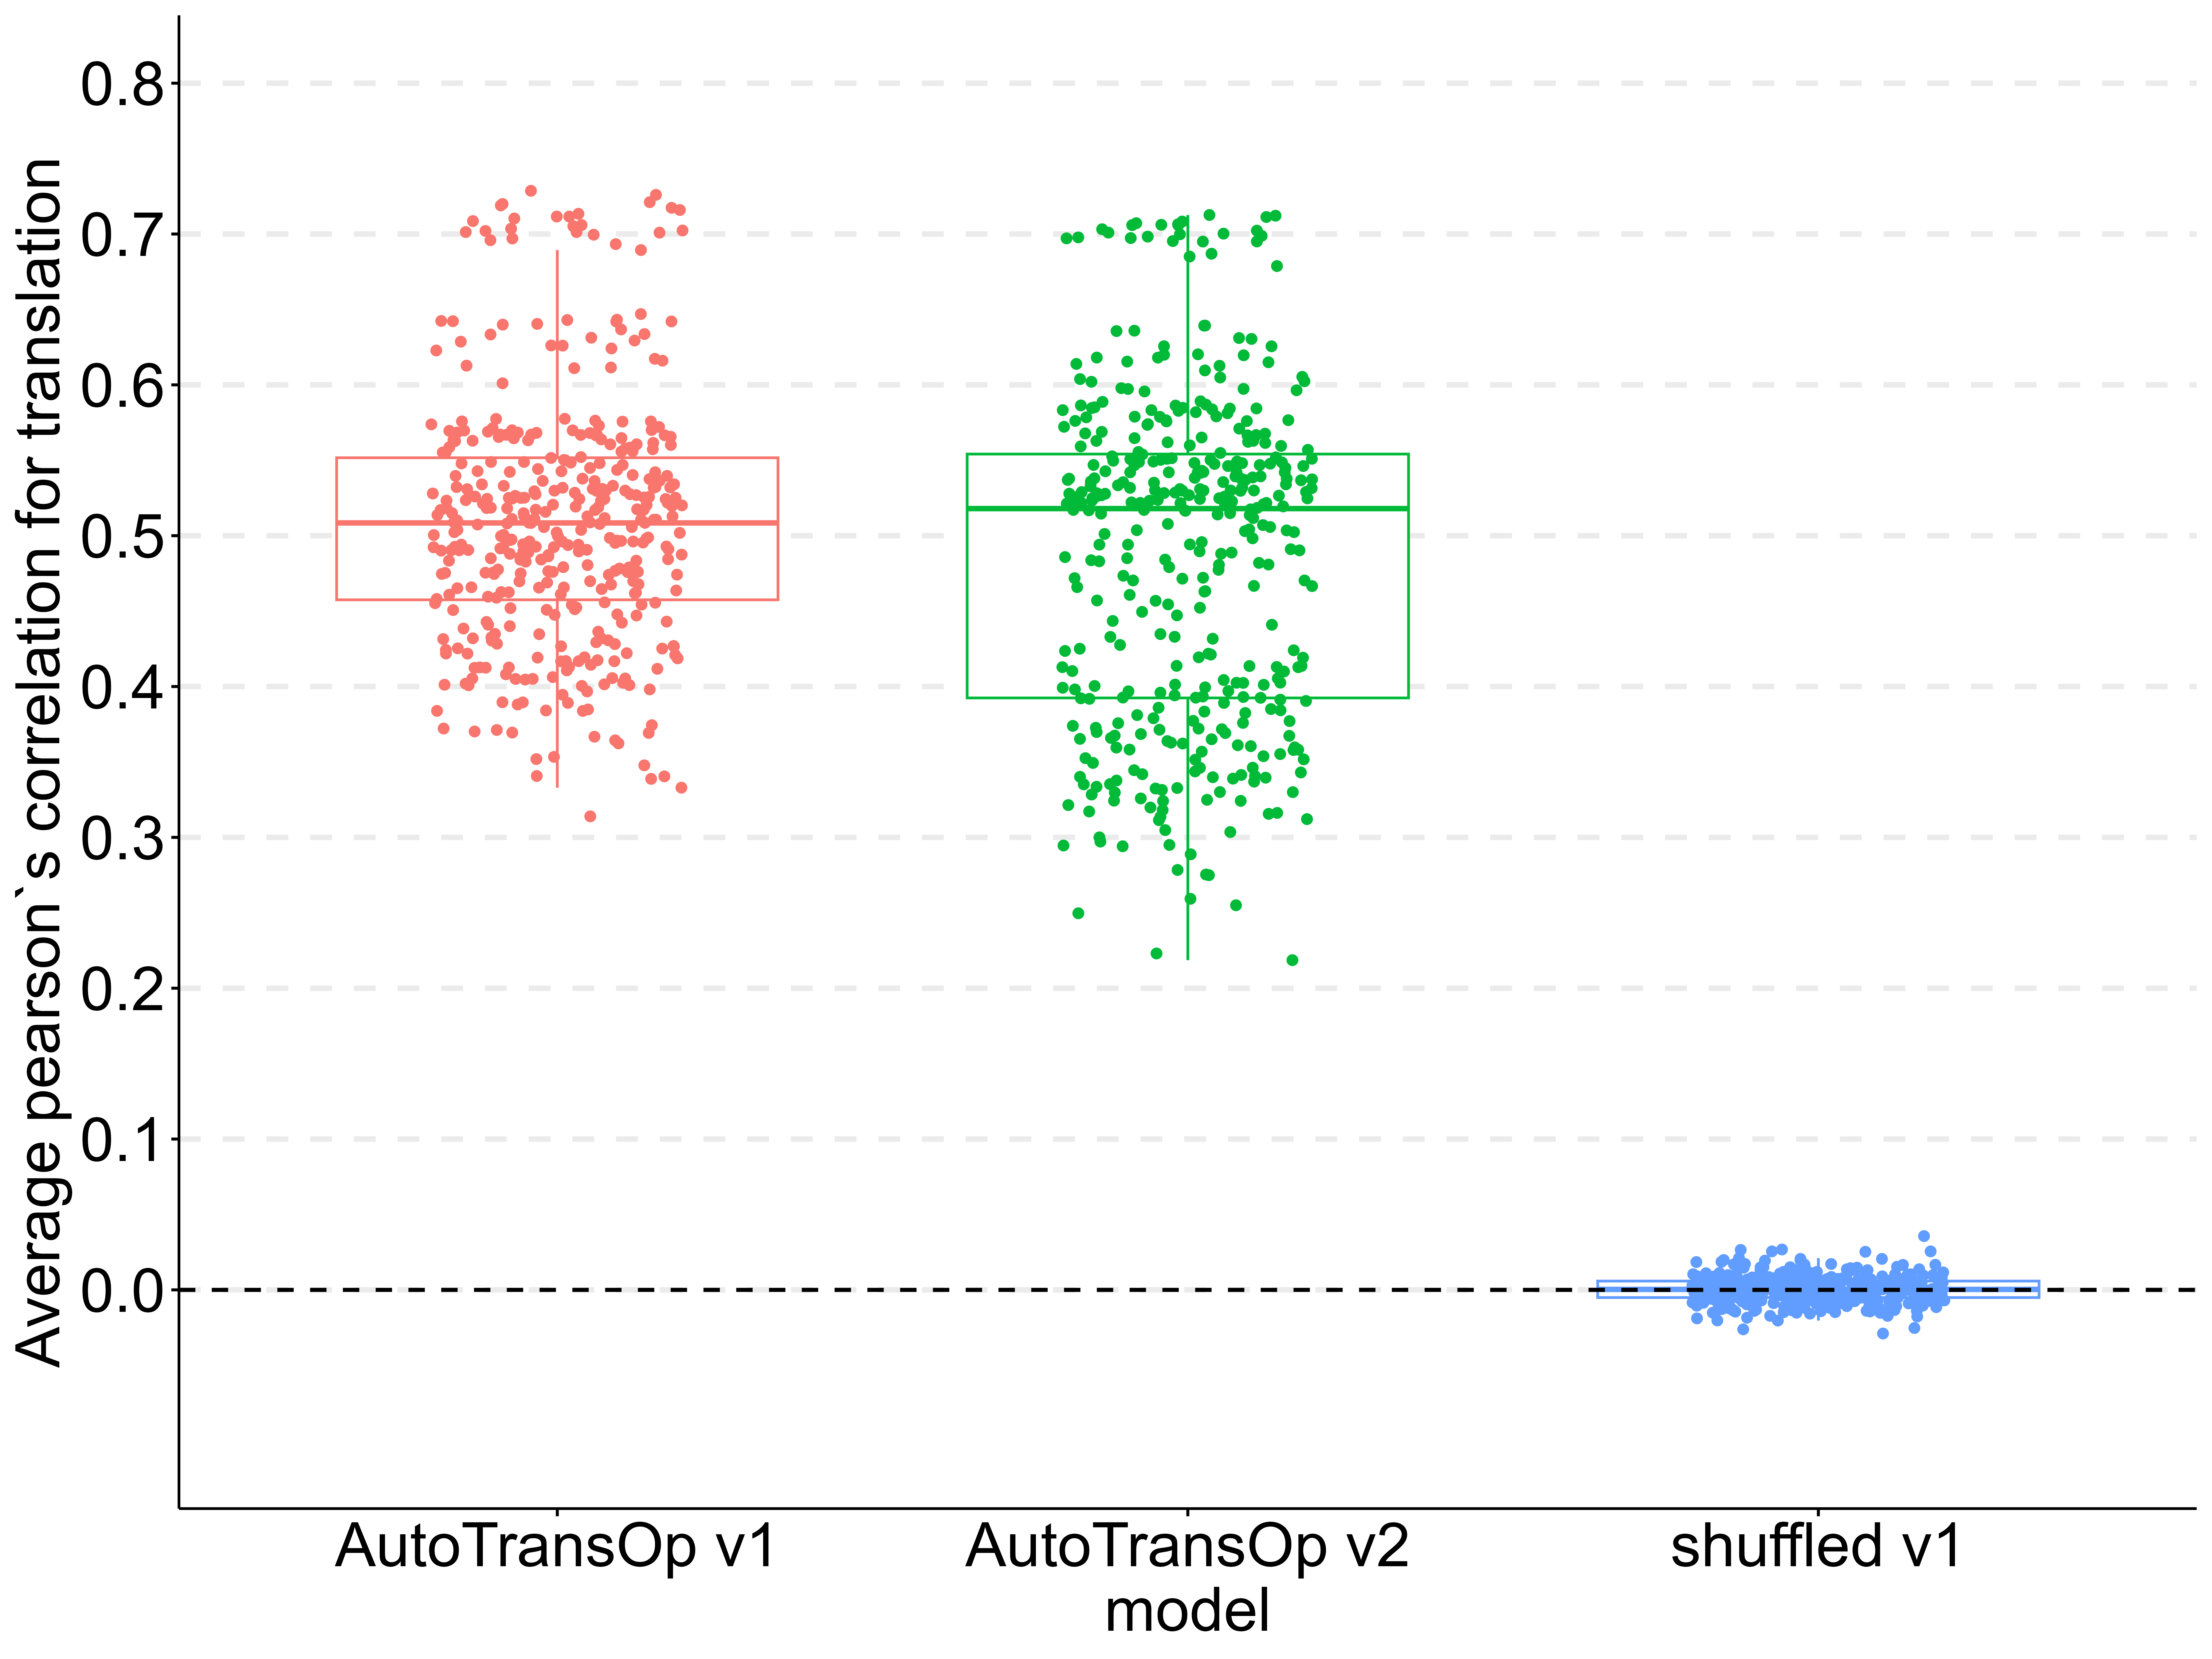 Average pearson`s correlation for translation
0.8
0.7
0.6
0.5
0.4
0.3
0.2
0.1
0.0
AutoTransOp v1
AutoTransOp v2
shuffled v1
model